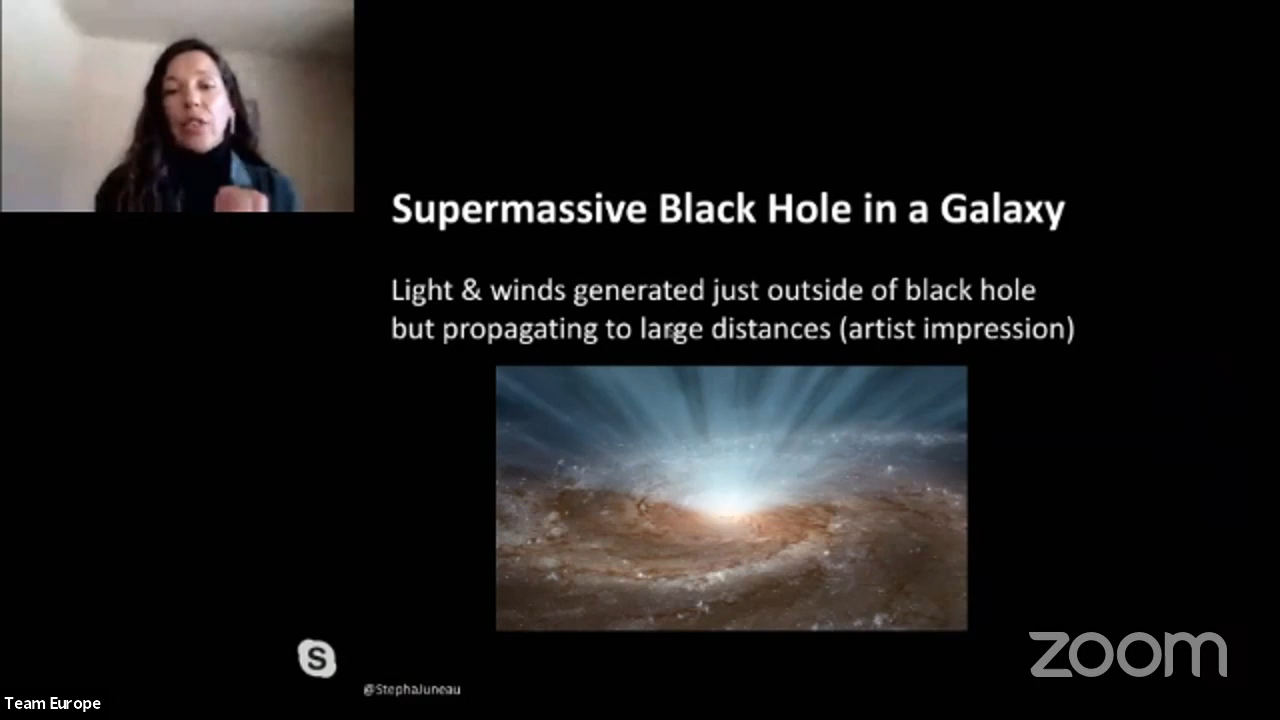 Supermassive Black Hole in a Galaxy
Light & winds generated just outside of black hole
but propagating to large distances (artist impression)
S
@StephaJuneau
zoom
Team Europe